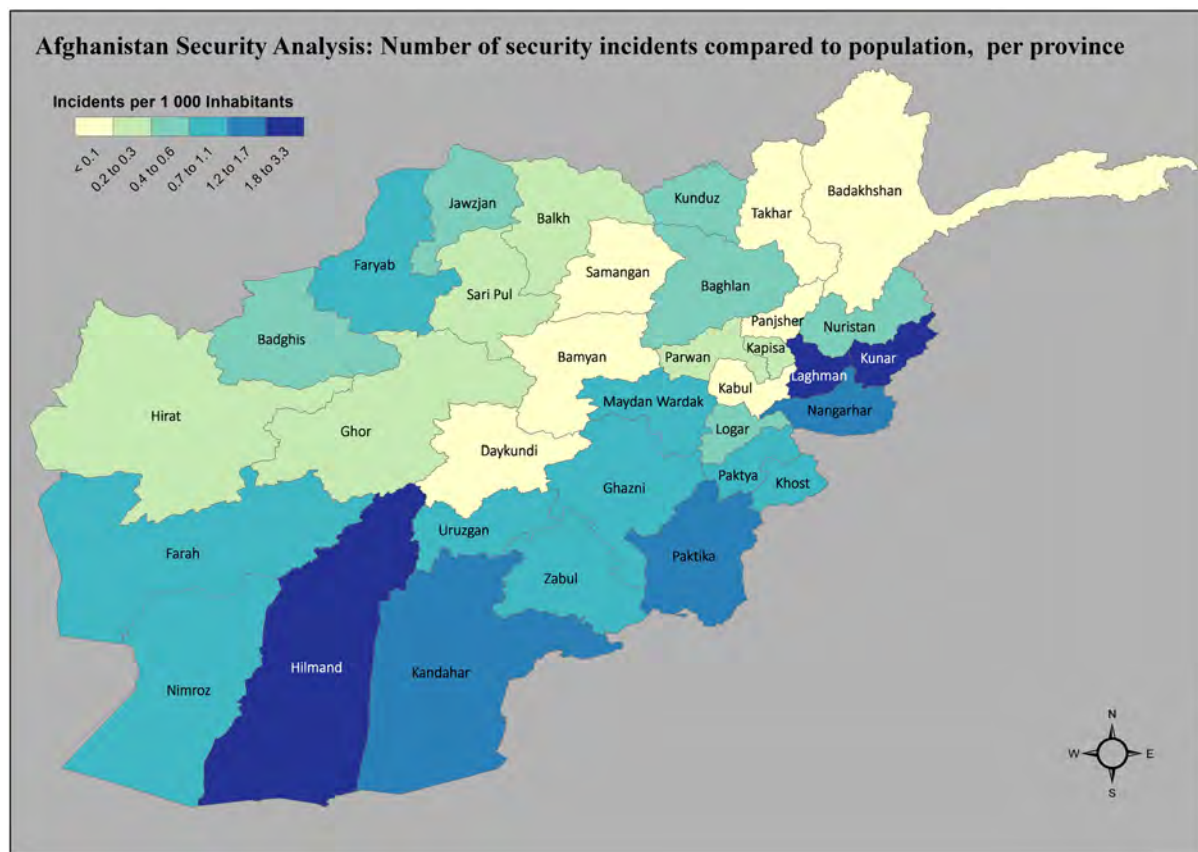 Afghanistan Security Analysis: Number of security incidents compared to population, per province
Incidents per 1 000 Inhabitants
< 0.1
0.2 to 0.3
0.4 to 0.6
0.7 to 1.1
1.2 to 1.7
1.8 to 3.3
Badakhshan
Jawzjan
Kunduz
Takhar
Balkh
Faryab
Samangan
Baghlan
Sari Pul
Panjsher
Nuristan
Badghis
Kapisa
Bamyan
Parwan
Kunar
Laghman
Kabul
Maydan Wardak
Nangarhar
Hirat
Logar
Ghor
Daykundi
Paktya
Khost
Ghazni
Uruzgan
Farah
Paktika
Zabul
Hilmand
Kandahar
Nimroz
N
W
E
S